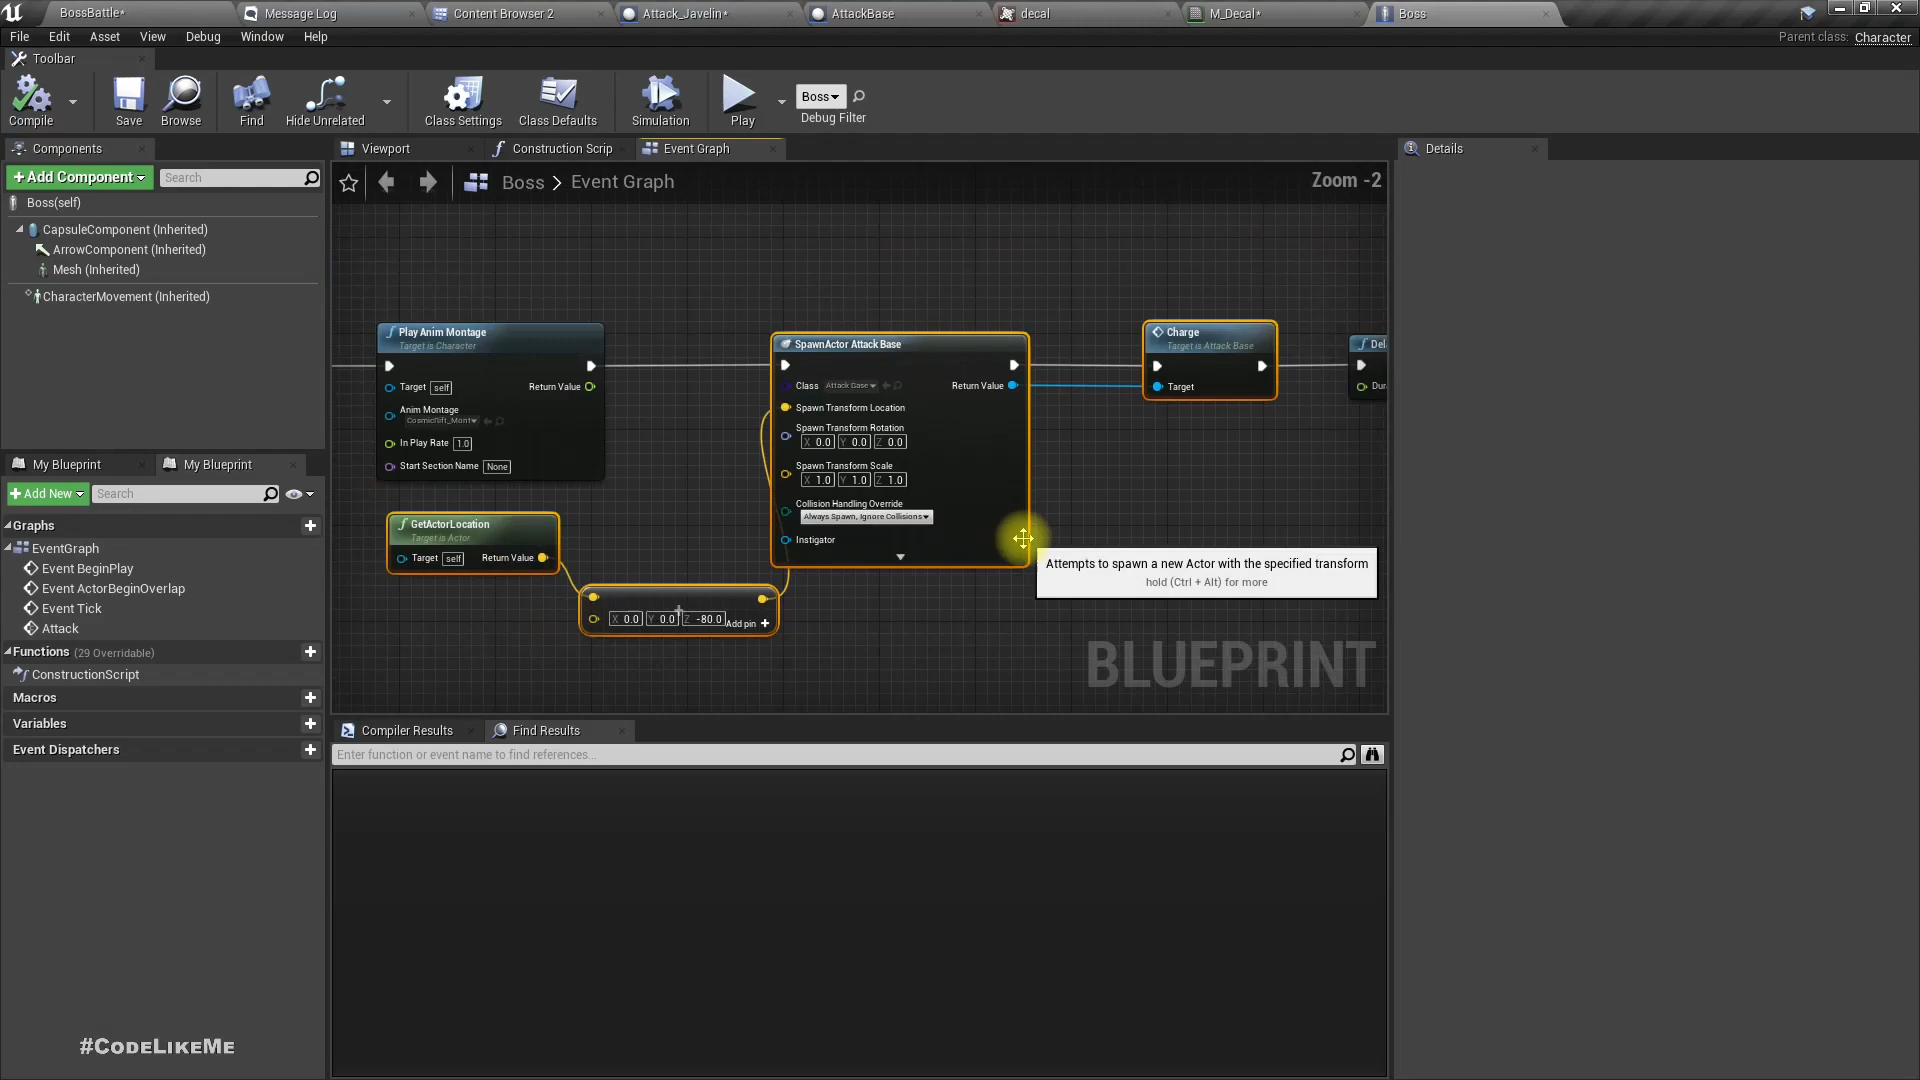 BossBattle*
Message Log
Content Browser 2
Attack_Javelin*
AttackBase
decal
M_Decal*
Boss
File Edit Asset View Debug Window Help
Parent class: Character
Toolbar
Compile
Save
Browse
Find
Hide Unrelated
Class Settings
Class Defaults
Simulation
Play
Boss
Debug Filter
Components
+Add Component
Search
Boss(self)
CapsuleComponent (Inherited)
ArrowComponent (Inherited)
Mesh (Inherited)
CharacterMovement (Inherited)
My Blueprint
My Blueprint
+Add New
Search
Graphs
EventGraph
Event BeginPlay
Event ActorBeginOverlap
Event Tick
Attack
Functions (29 Overridable)
ConstructionScript
Macros
Variables
Event Dispatchers
#CodeLikeMe
Viewport
Construction Scrip
Event Graph
Boss > Event Graph
Zoom -2
Play Anim Montage
Target is Character
Target self
Return Value
Anim Montage
CosmicRift_Mont
In Play Rate 1.0
Start Section Name None
GetActorLocation
Target is Actor
Target self Return Value
X 0.0 Y 0.0 Z -80.0
Add pin +
SpawnActor Attack Base
Class Attack Base
Return Value
Spawn Transform Location
Spawn Transform Rotation
X 0.0 Y 0.0 Z 0.0
Spawn Transform Scale
X 1.0 Y 1.0 Z 1.0
Collision Handling Override
Always Spawn, Ignore Collisions
Instigator
Charge
Target is Attack Base
Target
Del
Dur
Attempts to spawn a new Actor with the specified transform
hold (Ctrl + Alt) for more
BLUEPRINT
Compiler Results
Find Results
Enter function or event name to find references...
Details